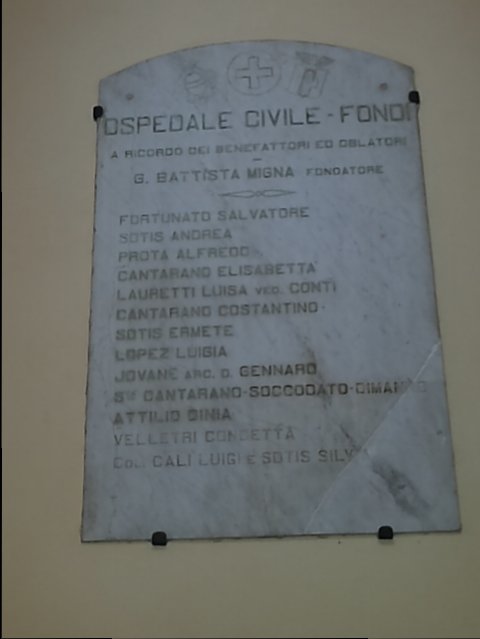 OSPEDALE CIVILE - FONDI
A RICORDO DEI BENEFATTORI ED OBLATORI
G. BATTISTA MIGNA FONDATORE
FORTUNATO SALVATORE
SOTIS ANDREA
PROTA ALFREDO
CANTARANO ELISABETTA
LAURETTI LUISA VED. CONTI
CANTARANO COSTANTINO
SOTIS ERMETE
LOPEZ LUIGIA
JOVANE ARC. D. GENNARO
CANTARANO-SOCCODATO-DIMANNO
ATTILIO
VELLETRI CONCETTA
CALI LUIGI E SOTIS